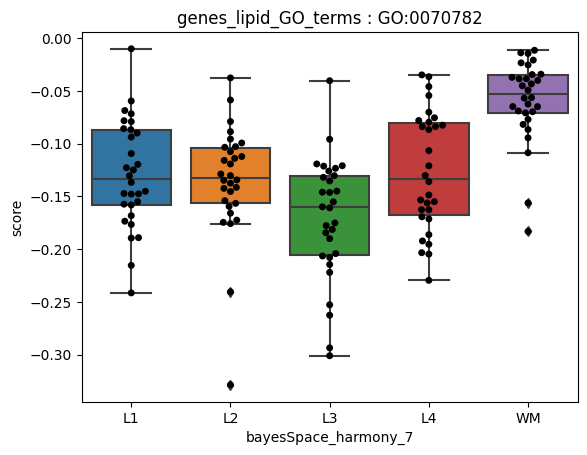 genes_lipid_GO_terms : GO:0070782
0.00
−0.05
−0.10
−0.15
−0.20
−0.25
−0.30
score
L1 L2 L3 L4 WM
bayesSpace_harmony_7